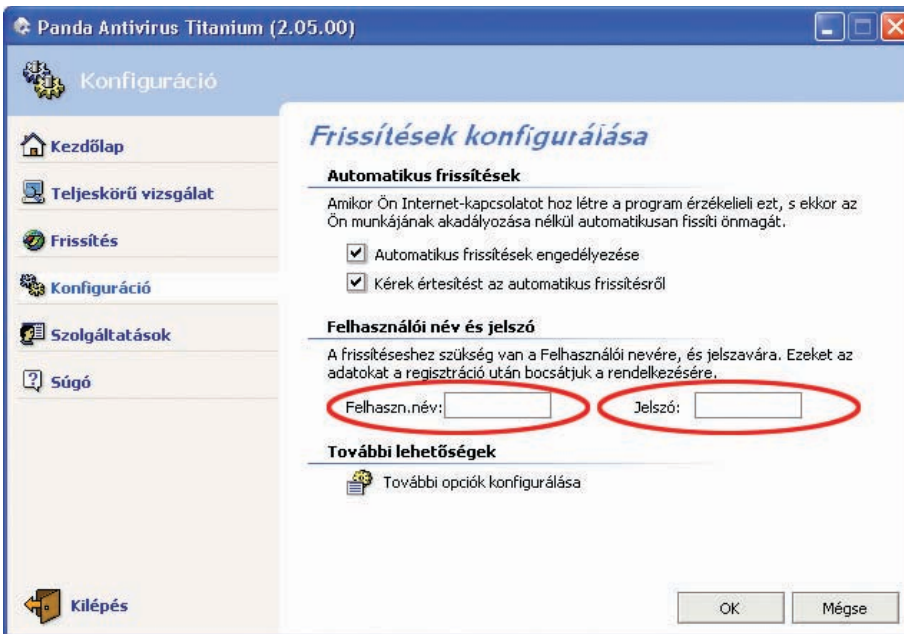 Panda Antivirus Titanium (2.05.00)
Konfiguráció
Kezdőlap
Teljeskörű vizsgálat
Frissítés
Konfiguráció
Szolgáltatások
Súgó
Kilépés
Frissítések konfigurálása
Automatikus frissítések
Amikor Ön Internet-kapcsolatot hoz létre a program érzékelieli ezt, s ekkor az
Ön munkájának akadályozása nélkül automatikusan fissíti önmagát.
Automatikus frissítések engedélyezése
Kérek értesítést az automatikus frissítésről
Felhasználói név és jelszó
A frissítéseshez szükség van a Felhasználói nevére, és jelszavára. Ezeket az
adatokat a regisztráció után bocsátjuk a rendelkezésére.
Felhaszn.név: Jelszó:
További lehetőségek
További opciók konfigurálása
OK Mégse